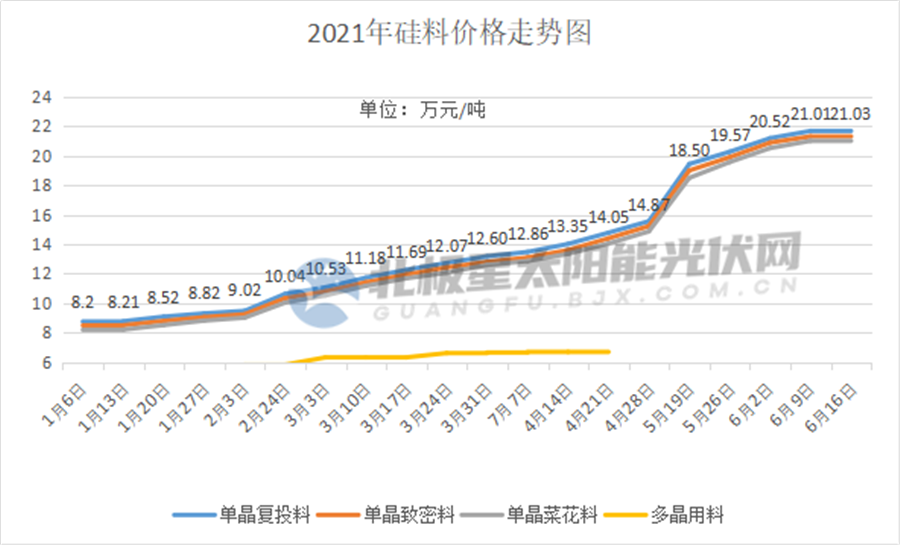 2021年硅料价格走势图
单位：万元/吨
24
22
20
18
16
14
12
10
8
6
8.2 8.21 8.52 8.82 9.02 10.04 10.53 11.18 11.69 12.07 12.60 12.86 13.35 14.05 14.87 18.50 19.57 20.52 21.01 21.03
北极星太阳能光伏网
GUANGFU.BJX.COM.CN
1月6日 1月13日 1月20日 1月27日 2月3日 2月24日 3月3日 3月10日 3月17日 3月24日 3月31日 7月7日 4月14日 4月21日 4月28日 5月19日 5月26日 6月2日 6月9日 6月16日
单晶复投料 单晶致密料 单晶菜花料 多晶用料